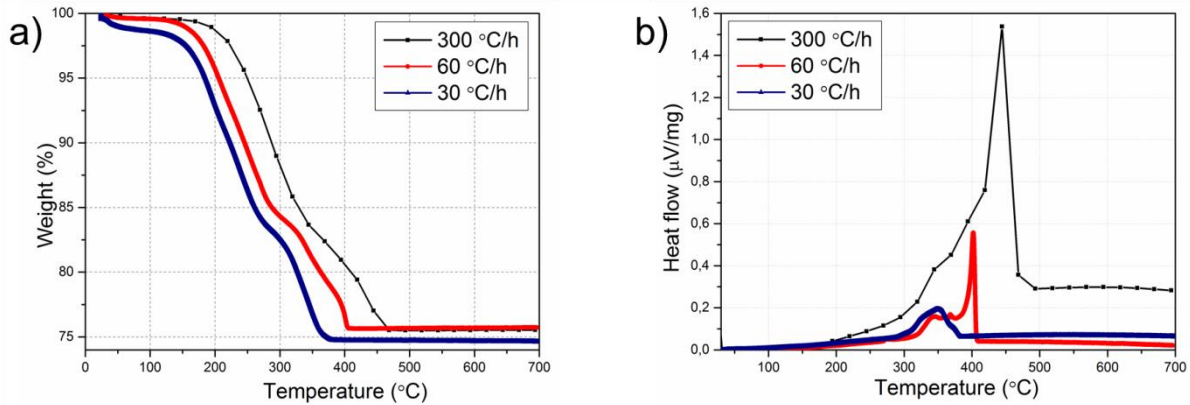 a)
100
95
90
85
80
75
Weight (%)
300 °C/h
60 °C/h
30 °C/h
0 100 200 300 400 500 600 700
Temperature (°C)
b)
1,6
1,4
1,2
1,0
0,8
0,6
0,4
0,2
0,0
Heat flow (µV/mg)
300 °C/h
60 °C/h
30 °C/h
100 200 300 400 500 600 700
Temperature (°C)